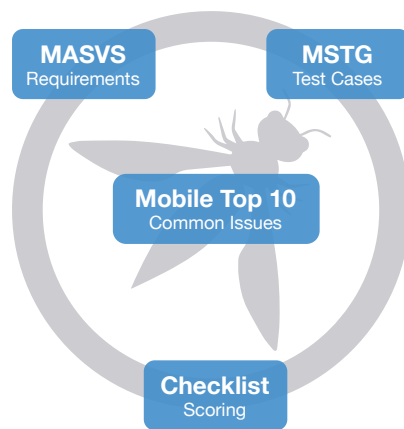 MASVS
Requirements
MSTG
Test Cases
Mobile Top 10
Common Issues
Checklist
Scoring